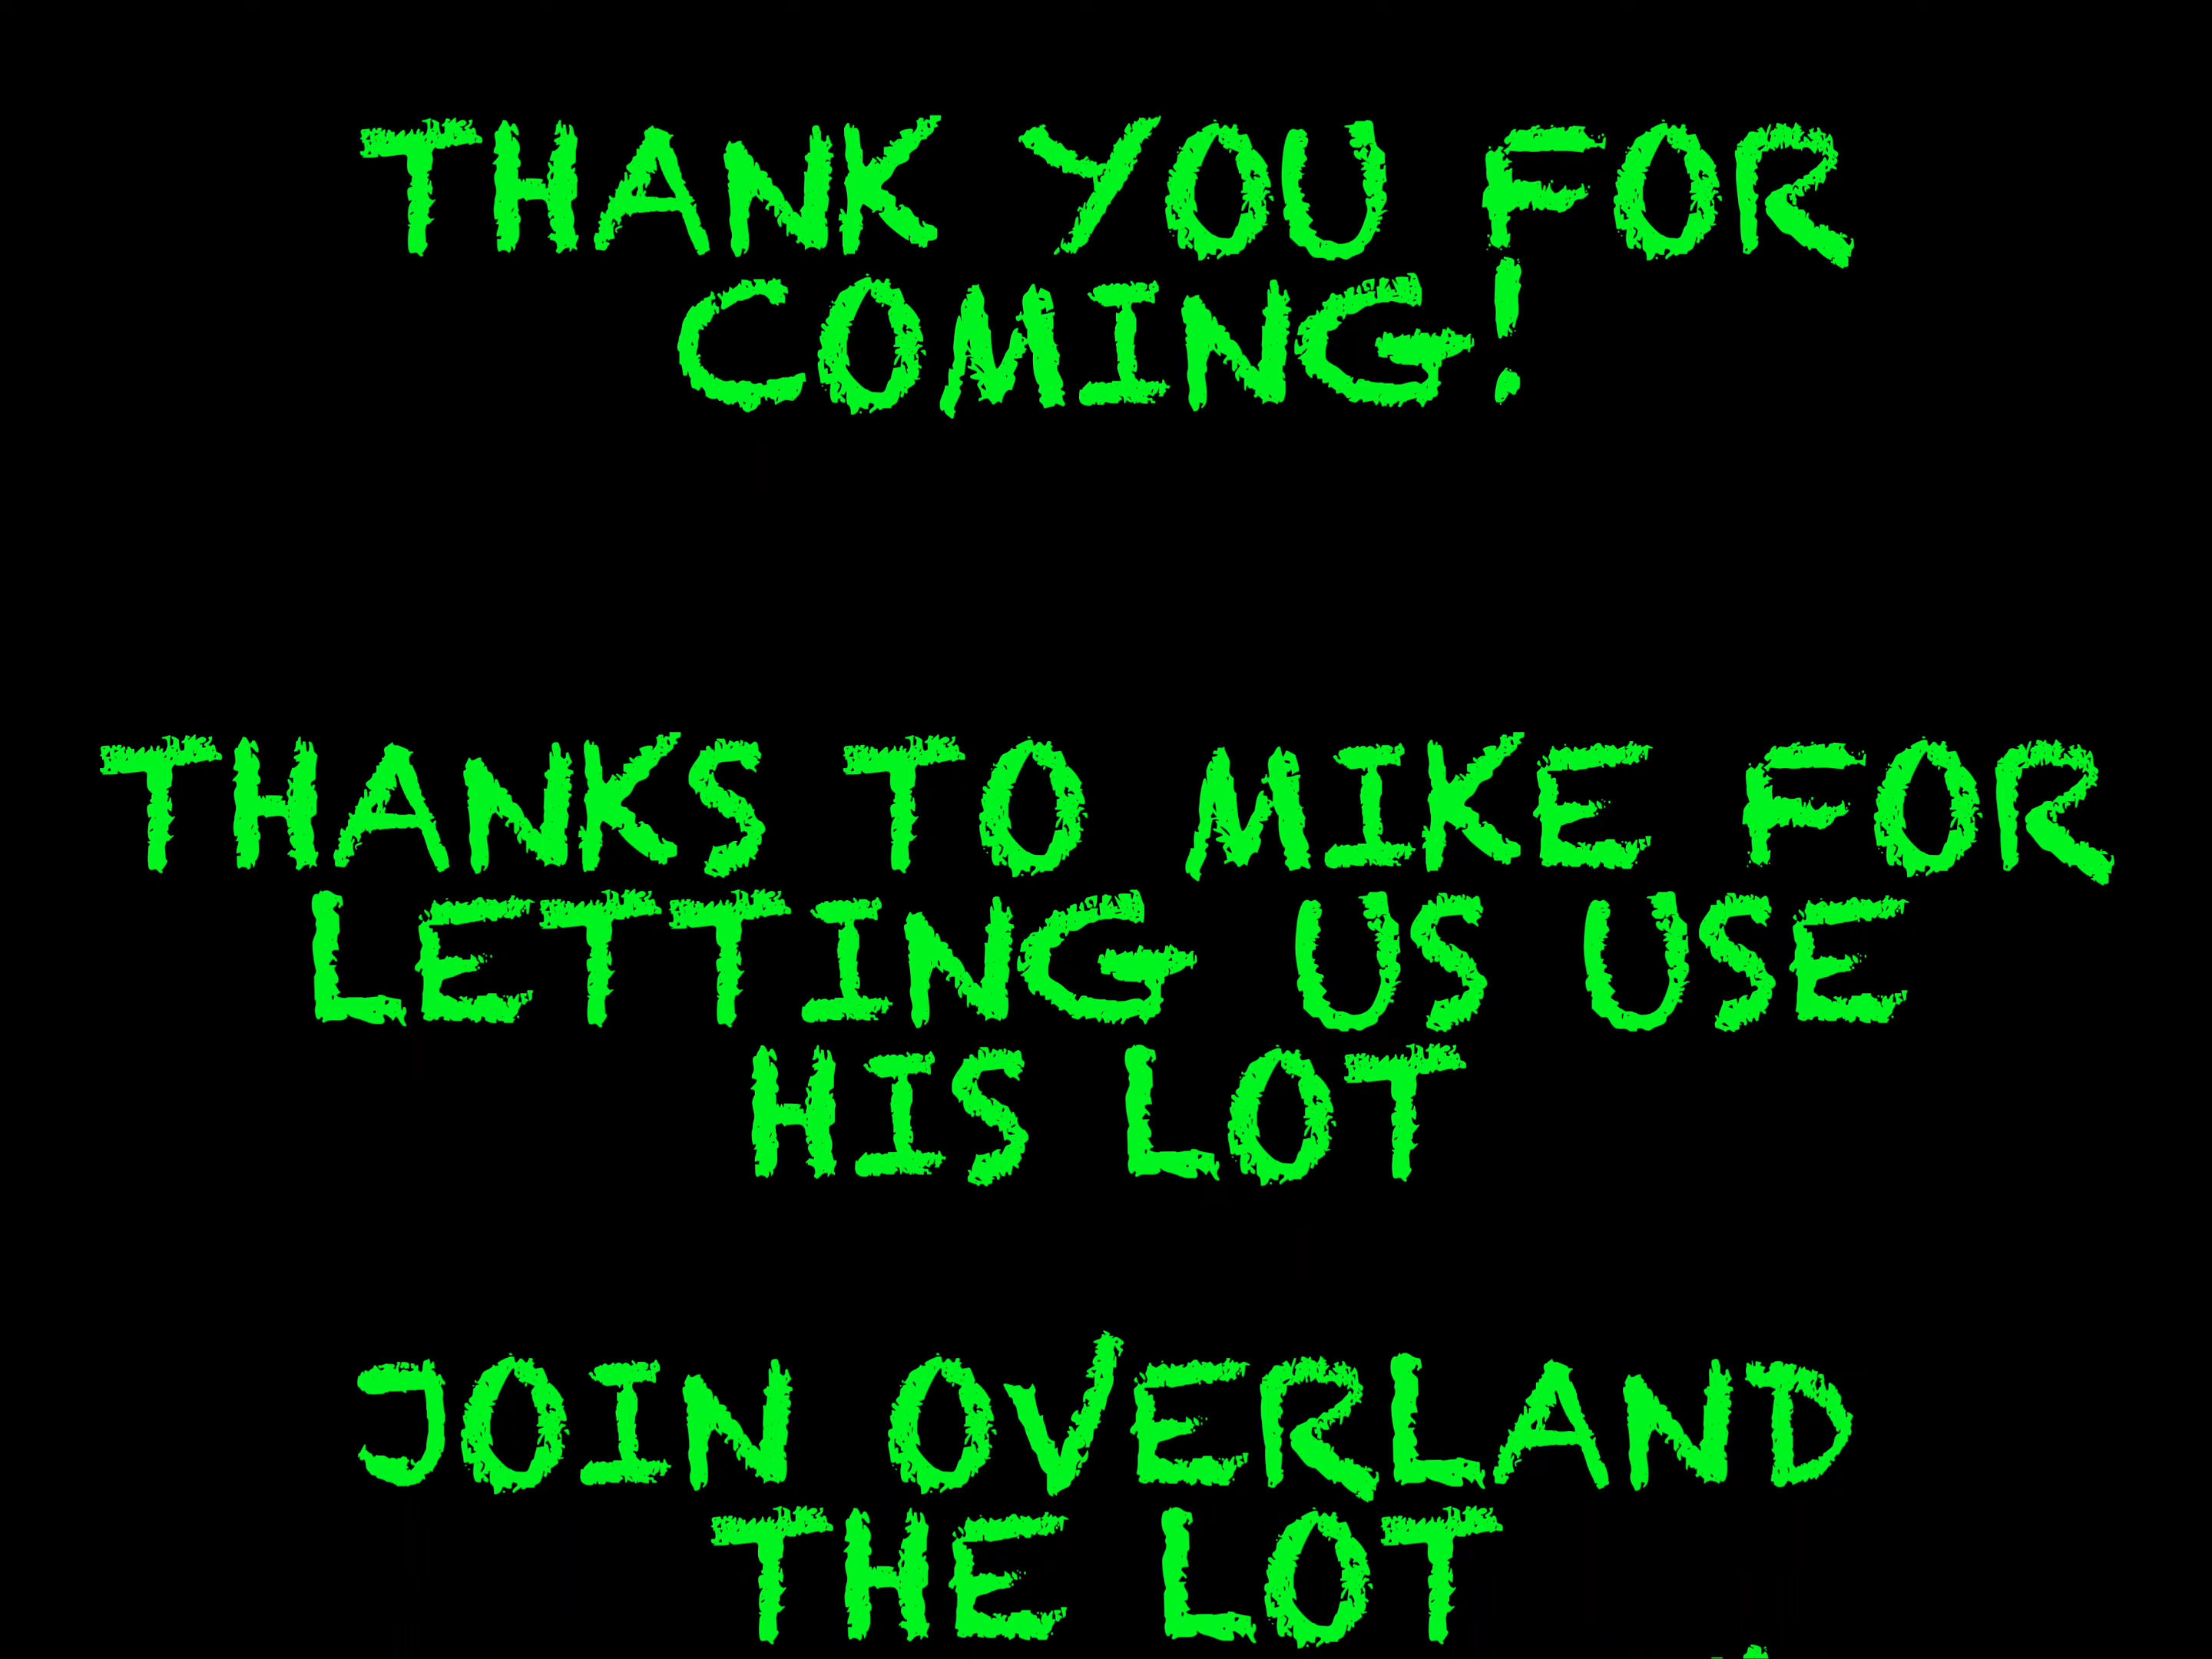 THANK YOU FOR
COMING!
THANKS TO MIKE FOR
LETTING US USE
HIS LOT
JOIN OVERLAND
THE LOT